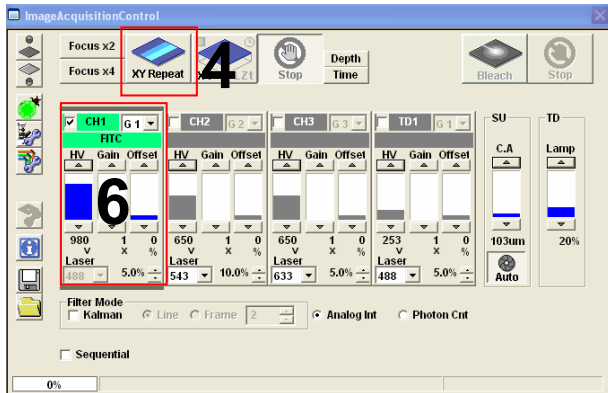 ImageAcquisitionControl
Focus x2
Focus x4
XY Repeat
4
Zt
Stop
Depth
Time
Bleach
Stop
CH1 G 1
CH2 G 2
CH3 G 3
TD1 G 1
SU
TD
FITC
HV Gain Offset
HV Gain Offset
HV Gain Offset
HV Gain Offset
C.A
Lamp
6
980 1 0
650 1 0
650 1 0
253 1 0
103um
20%
V X %
V X %
V X %
V X %
Laser
Laser
Laser
Laser
488 5.0%
543 10.0%
633 5.0%
488 5.0%
Auto
Filter Mode
Kalman Line Frame 2 Analog Int Photon Cnt
Sequential
0%